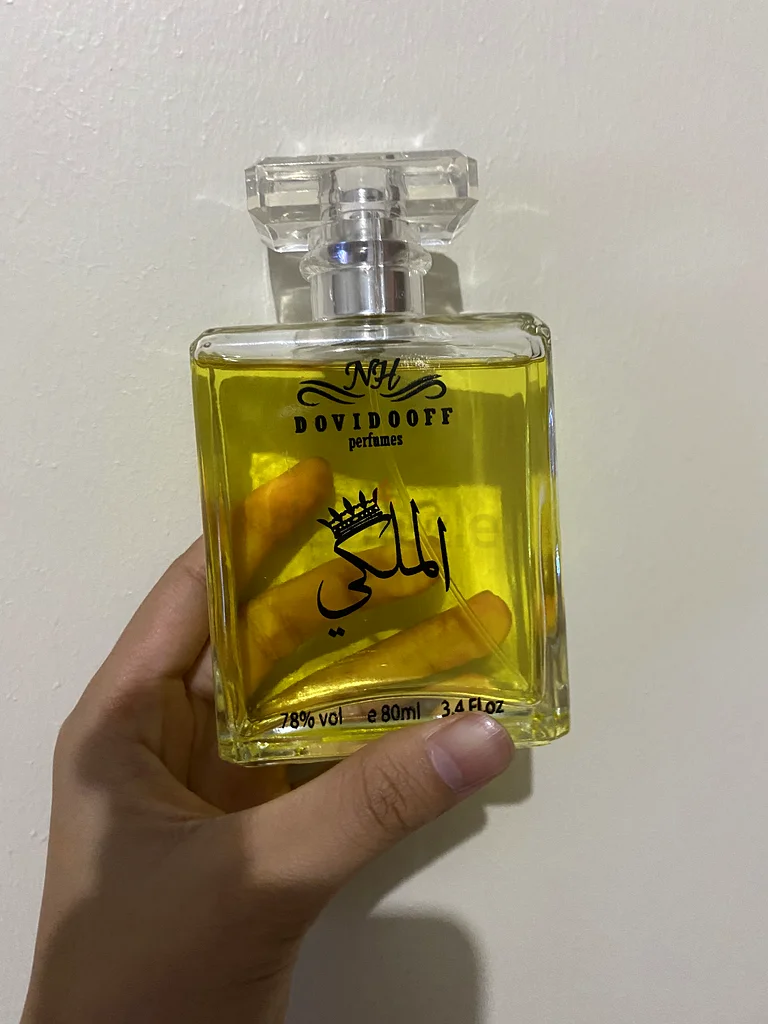 NH
DOVIDOOFF
perfumes
الملكي
78% vol e 80ml 3.4 Fl oz